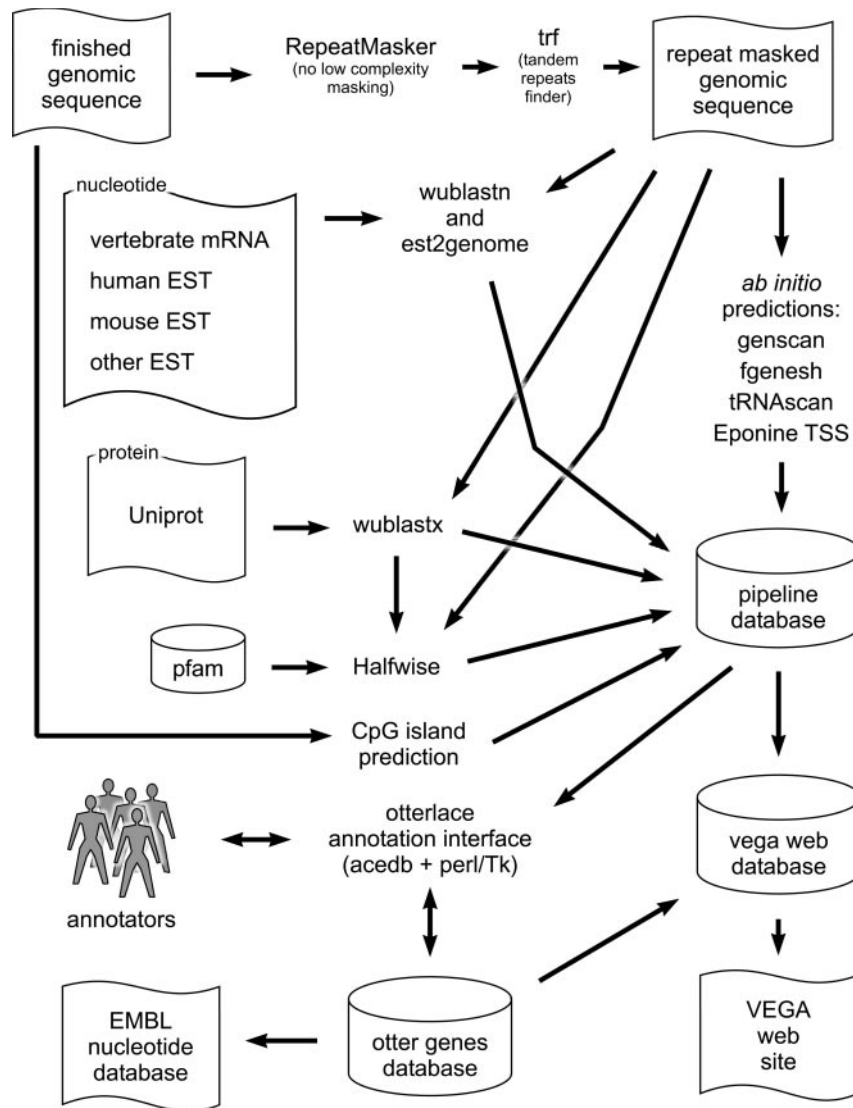 finished
genomic
sequence
RepeatMasker
(no low complexity
masking)
trf
(tandem
repeats
finder)
repeat masked
genomic
sequence
nucleotide
vertebrate mRNA
human EST
mouse EST
other EST
wublastn
and
est2genome
ab initio
predictions:
genscan
fgenesh
tRNAscan
Eponine TSS
protein
Uniprot
wublastx
pipeline
database
pfam
Halfwise
CpG island
prediction
annotators
otterlace
annotation interface
(acedb + perl/Tk)
vega web
database
EMBL
nucleotide
database
otter genes
database
VEGA
web
site